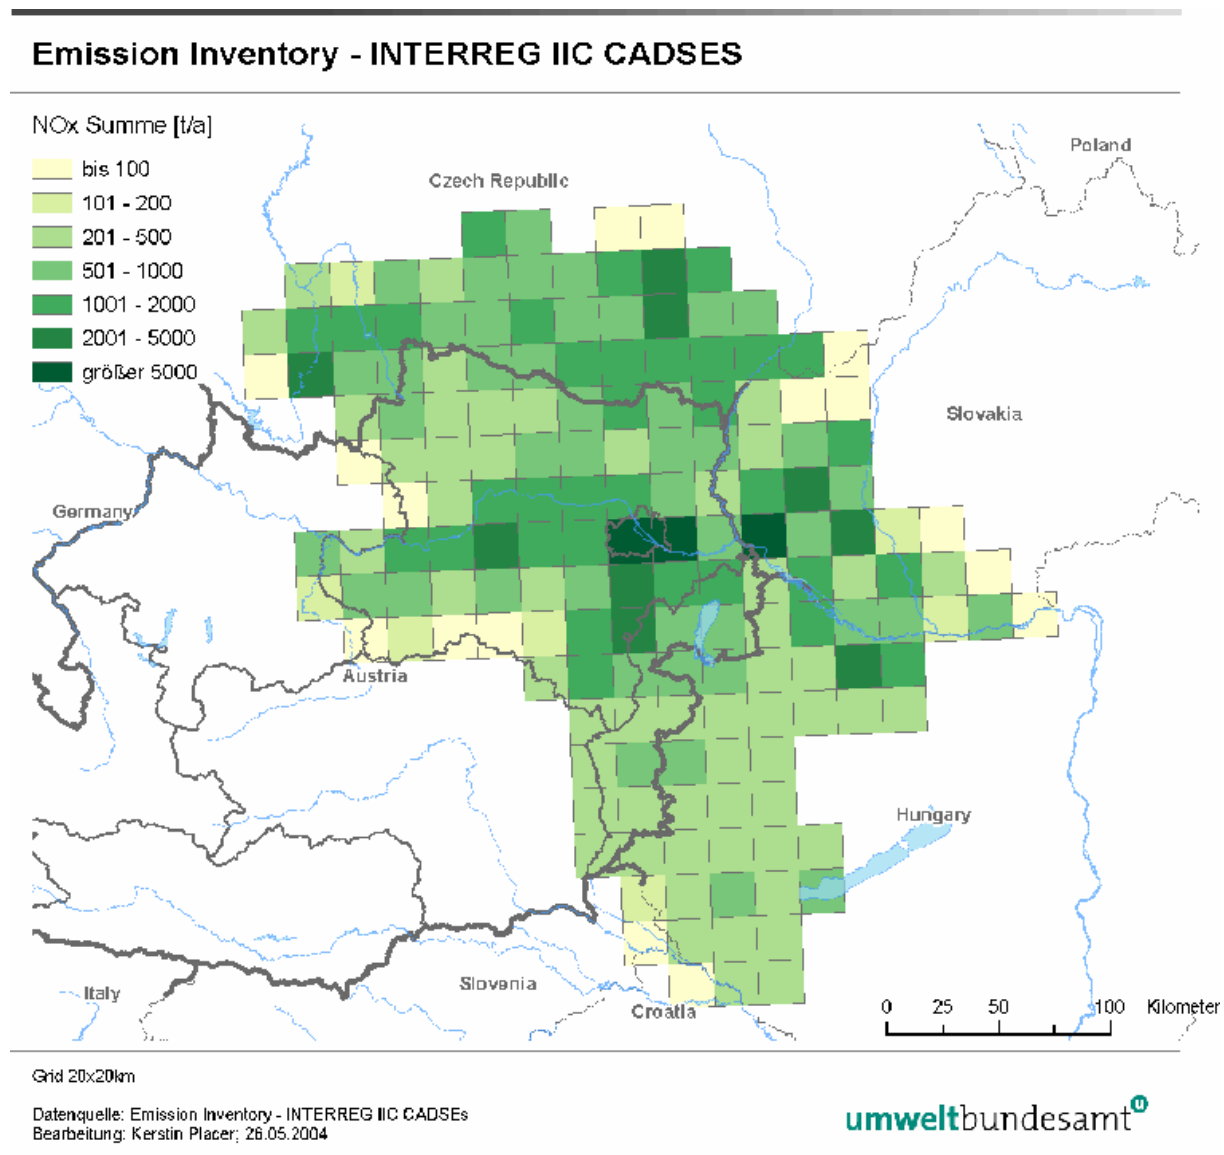 Emission Inventory - INTERREG IIC CADSES
NOx Summe [t/a]
bis 100
101 - 200
201 - 500
501 - 1000
1001 - 2000
2001 - 5000
größer 5000
Poland
Czech Republic
Slovakia
Germany
Austria
Hungary
Slovenia
Italy
Croatia
0 25 50 100 Kilometer
Grid 20x20km
Datenquelle: Emission Inventory - INTERREG IIC CADSEs
Bearbeitung: Kerstin Placer; 26.05.2004
umweltbundesamt u